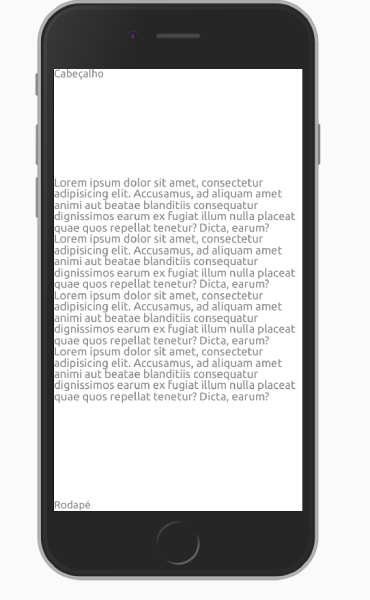 Cabeçalho
Lorem ipsum dolor sit amet, consectetur
adipisicing elit. Accusamus, ad aliquam amet
animi aut beatae blanditiis consequatur
dignissimos earum ex fugiat illum nulla placeat
quae quos repellat tenetur? Dicta, earum?
Lorem ipsum dolor sit amet, consectetur
adipisicing elit. Accusamus, ad aliquam amet
animi aut beatae blanditiis consequatur
dignissimos earum ex fugiat illum nulla placeat
quae quos repellat tenetur? Dicta, earum?
Lorem ipsum dolor sit amet, consectetur
adipisicing elit. Accusamus, ad aliquam amet
animi aut beatae blanditiis consequatur
dignissimos earum ex fugiat illum nulla placeat
quae quos repellat tenetur? Dicta, earum?
Lorem ipsum dolor sit amet, consectetur
adipisicing elit. Accusamus, ad aliquam amet
animi aut beatae blanditiis consequatur
dignissimos earum ex fugiat illum nulla placeat
quae quos repellat tenetur? Dicta, earum?
Rodapé